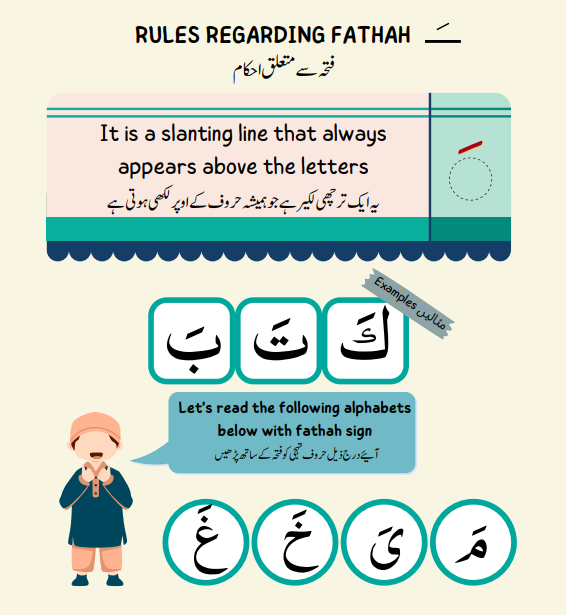 RULES REGARDING FATHAH ـَ
فتحہ سے متعلق احکام
It is a slanting line that always
appears above the letters
یہ ایک ترچھی لکیر ہے جو ہمیشہ حروف کے اوپر لکھی ہوتی ہے
Examples مثالیں
كَ تَ بَ
Let's read the following alphabets
below with fathah sign
آیئے درج ذیل حروف تہجی کو فتحہ کے ساتھ پڑھیں
مَ یَ خَ غَ